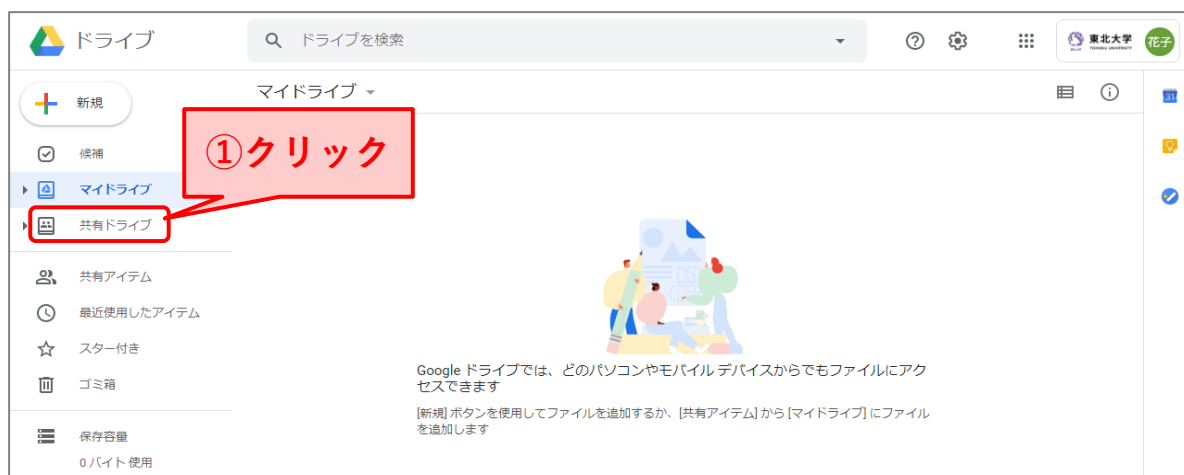 ドライブ
ドライブを検索
東北大学
TOHOKU UNIVERSITY
花子
新規
マイドライブ
31
①クリック
候補
マイドライブ
共有ドライブ
共有アイテム
最近使用したアイテム
スター付き
ゴミ箱
Google ドライブでは、どのパソコンやモバイル デバイスからでもファイルにアク
セスできます
[新規] ボタンを使用してファイルを追加するか、[共有アイテム] から [マイドライブ] にファイル
を追加します
保存容量
0 バイト 使用